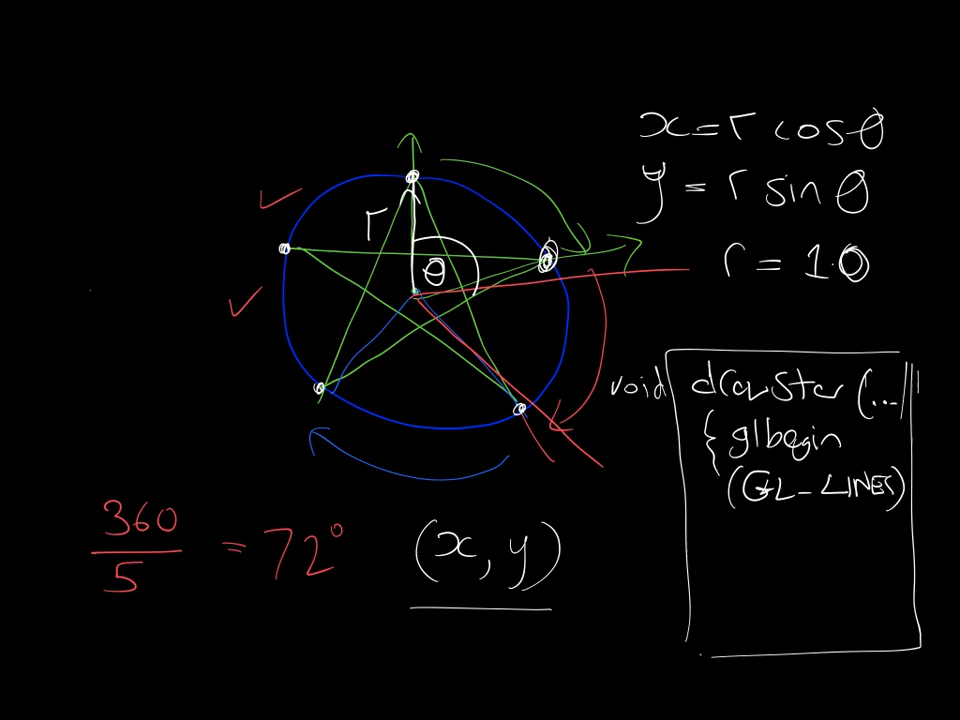 x = r cos θ
y = r sin θ
r = 1.0
r
θ
void drawStar (...)
{ glbegin
(GL_LINES)
360
5
= 72°
(x, y)